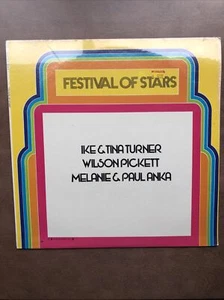 FESTIVAL OF STARS
IKE & TINA TURNER
WILSON PICKETT
MELANIE & PAUL ANKA